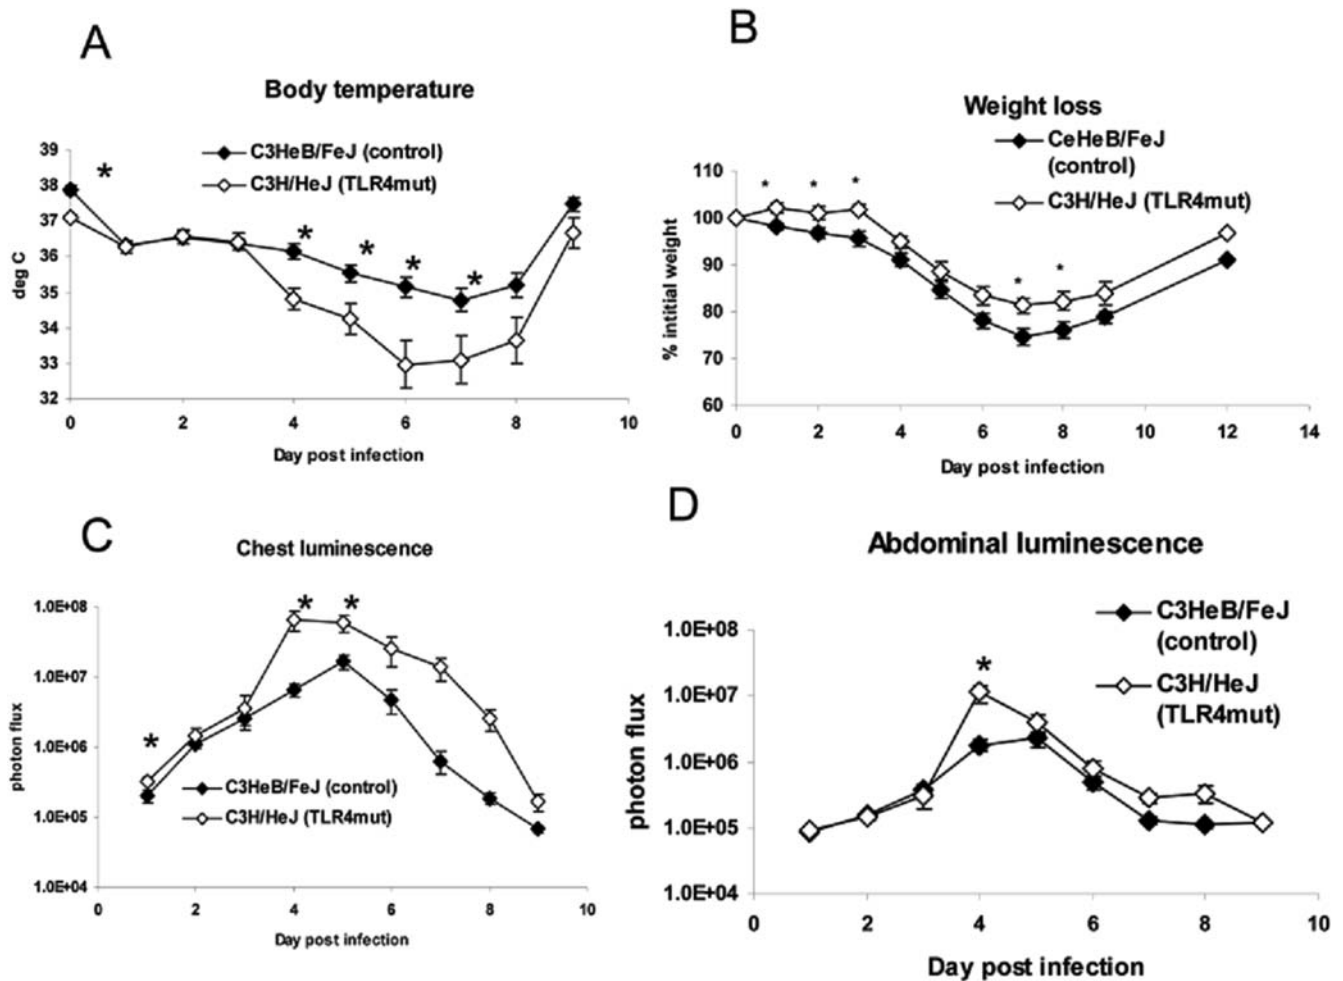 A
Body temperature
C3HeB/FeJ (control)
C3H/HeJ (TLR4mut)
39
38
37
36
35
34
33
32
deg C
*
*
*
*
*
0
2
4
6
8
10
Day post infection
B
Weight loss
CeHeB/FeJ
(control)
C3H/HeJ (TLR4mut)
110
100
90
80
70
60
% intitial weight
*
*
*
*
*
0
2
4
6
8
10
12
14
Day post infection
C
Chest luminescence
1.0E+08
1.0E+07
1.0E+06
1.0E+05
1.0E+04
photon flux
*
*
*
C3HeB/FeJ (control)
C3H/HeJ (TLR4mut)
0
2
4
6
8
10
Day post infection
D
Abdominal luminescence
C3HeB/FeJ
(control)
C3H/HeJ
(TLR4mut)
1.0E+08
1.0E+07
1.0E+06
1.0E+05
1.0E+04
photon flux
*
0
2
4
6
8
10
Day post infection